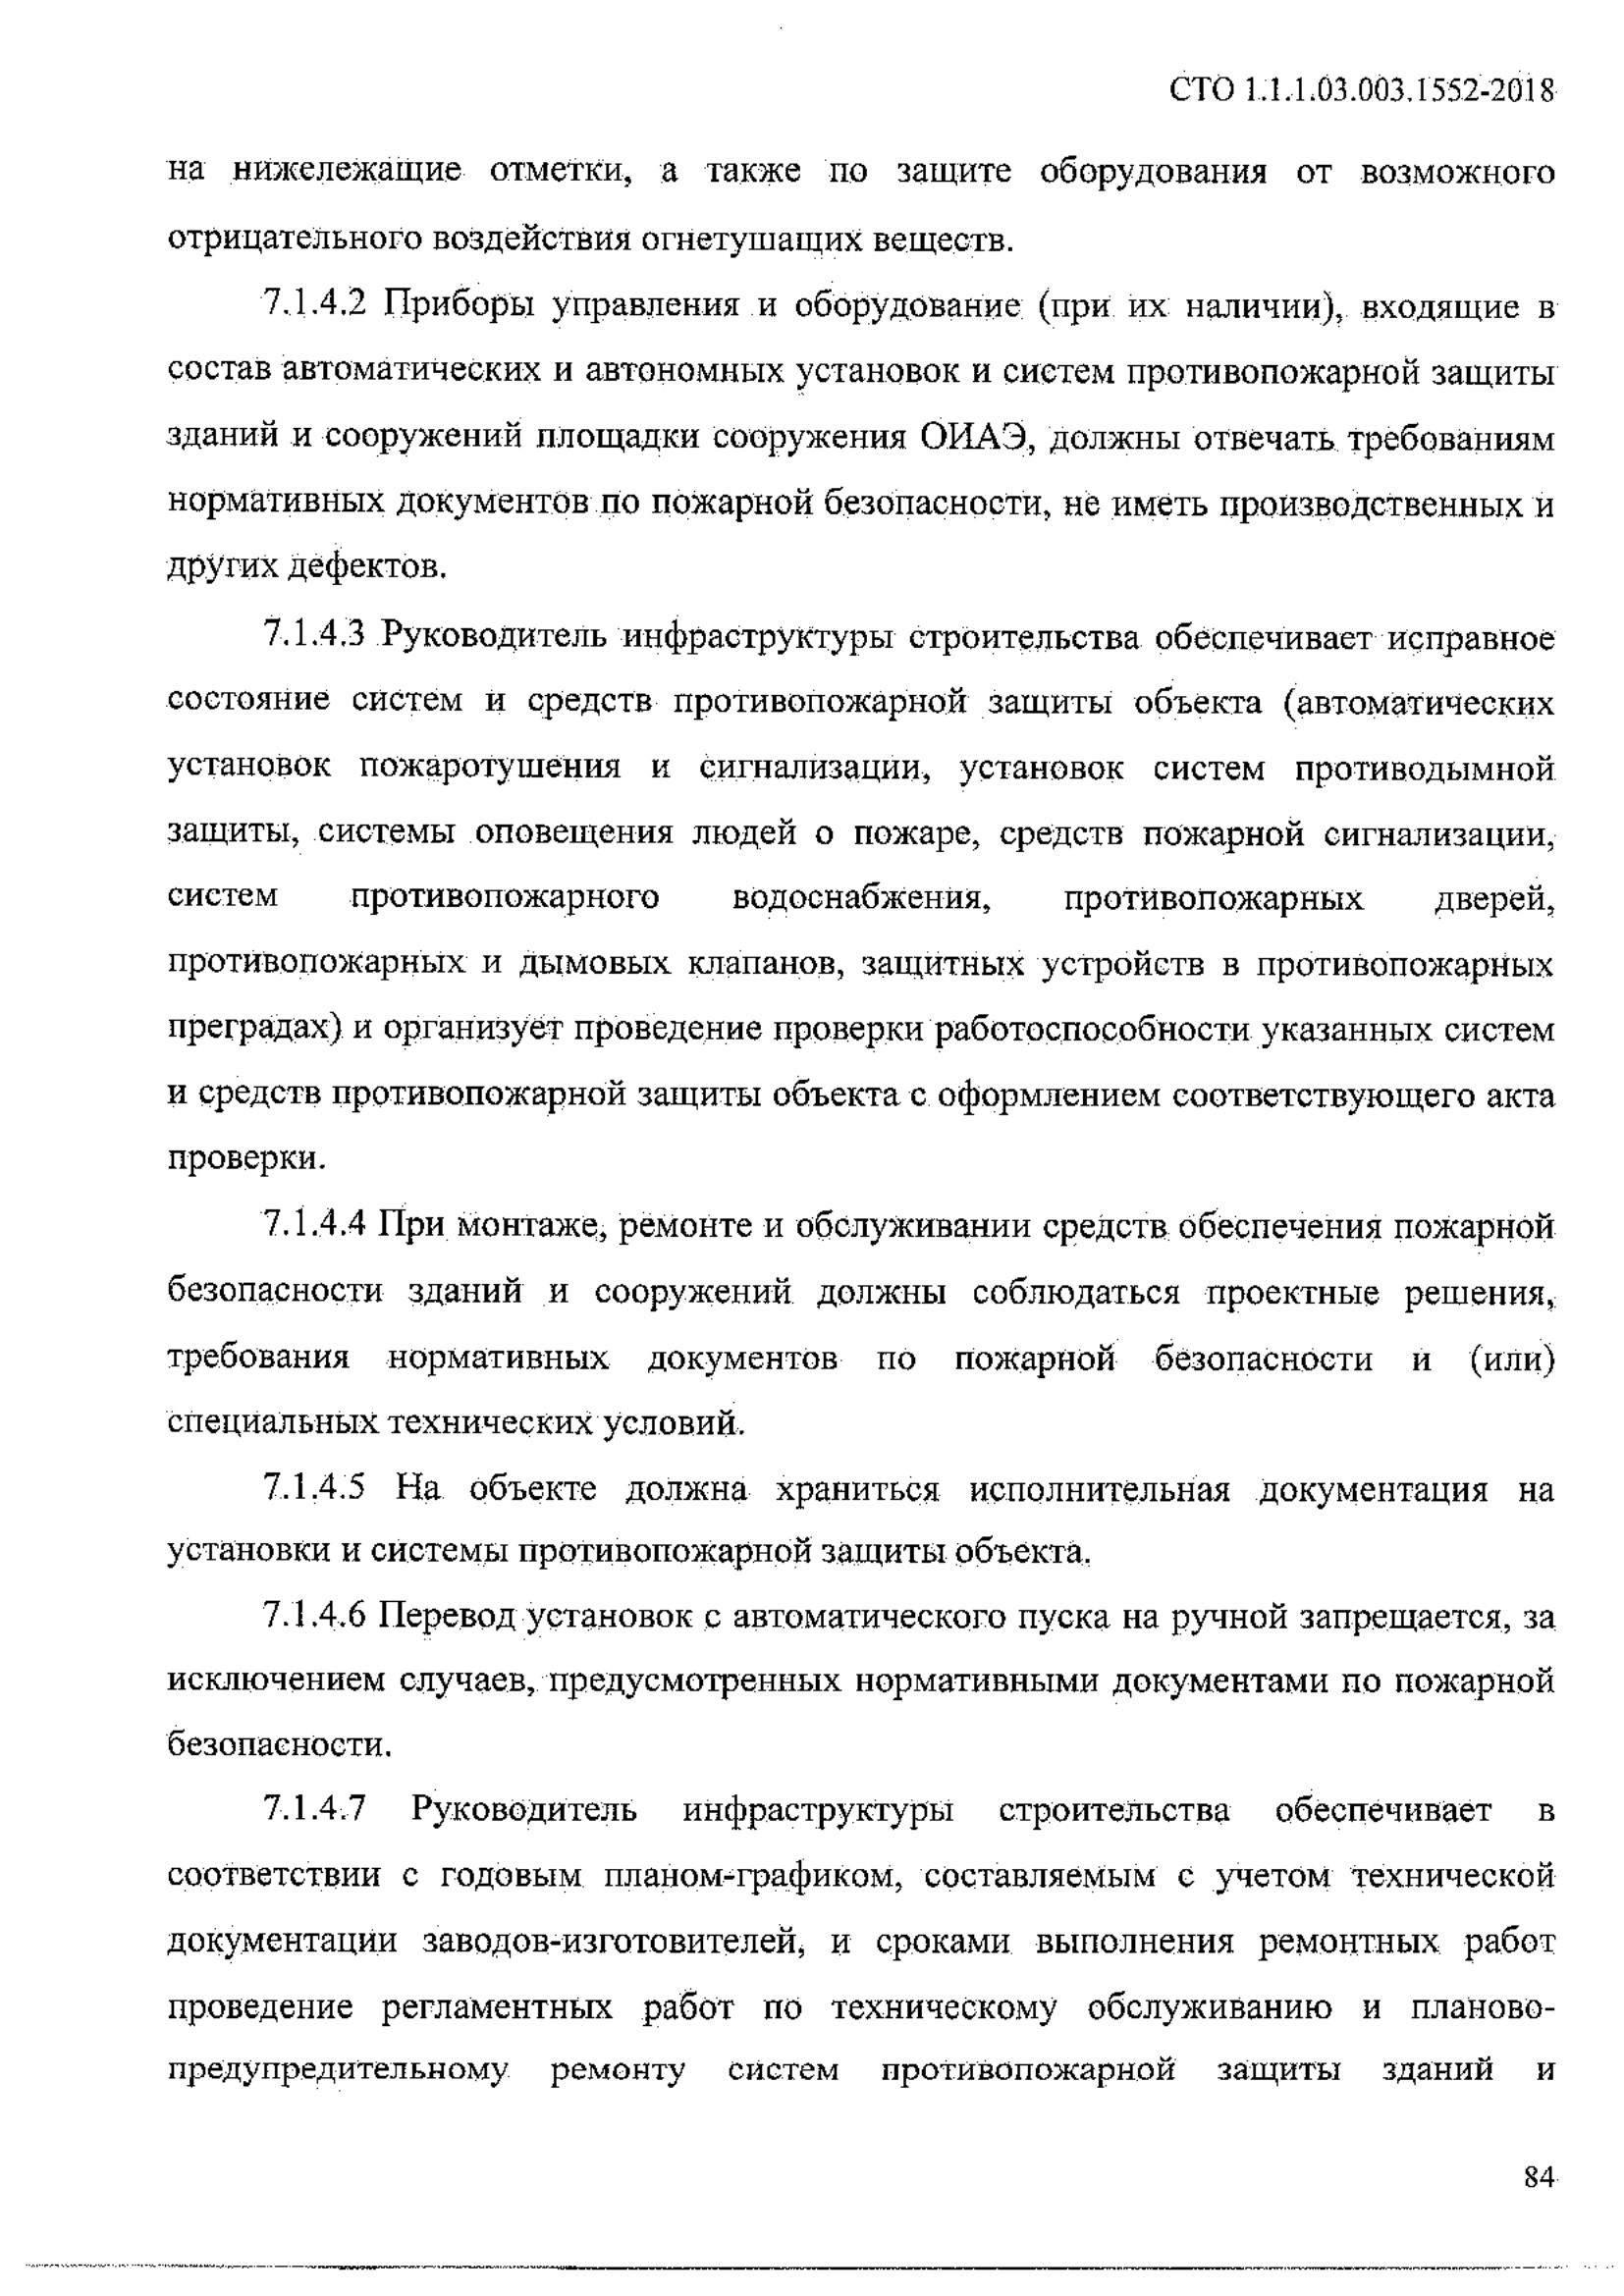 СТО 1.1.1.03.003.1552-2018
на нижележащие отметки, а также по защите оборудования от возможного
отрицательного воздействия огнетушащих веществ.
7.1.4.2 Приборы управления и оборудование (при их наличии), входящие в
состав автоматических и автономных установок и систем противопожарной защиты
зданий и сооружений площадки сооружения ОИАЭ, должны отвечать требованиям
нормативных документов по пожарной безопасности, не иметь производственных и
других дефектов.
7.1.4.3 Руководитель инфраструктуры строительства обеспечивает исправное
состояние систем и средств противопожарной защиты объекта (автоматических
установок пожаротушения и сигнализации, установок систем противодымной
защиты, системы оповещения людей о пожаре, средств пожарной сигнализации,
систем противопожарного водоснабжения, противопожарных дверей,
противопожарных и дымовых клапанов, защитных устройств в противопожарных
преградах) и организует проведение проверки работоспособности указанных систем
и средств противопожарной защиты объекта с оформлением соответствующего акта
проверки.
7.1.4.4 При монтаже, ремонте и обслуживании средств обеспечения пожарной
безопасности зданий и сооружений должны соблюдаться проектные решения,
требования нормативных документов по пожарной безопасности и (или)
специальных технических условий.
7.1.4.5 На объекте должна храниться исполнительная документация на
установки и системы противопожарной защиты объекта.
7.1.4.6 Перевод установок с автоматического пуска на ручной запрещается, за
исключением случаев, предусмотренных нормативными документами по пожарной
безопасности.
7.1.4.7 Руководитель инфраструктуры строительства обеспечивает в
соответствии с годовым планом-графиком, составляемым с учетом технической
документации заводов-изготовителей, и сроками выполнения ремонтных работ
проведение регламентных работ по техническому обслуживанию и планово-
предупредительному ремонту систем противопожарной защиты зданий и
84